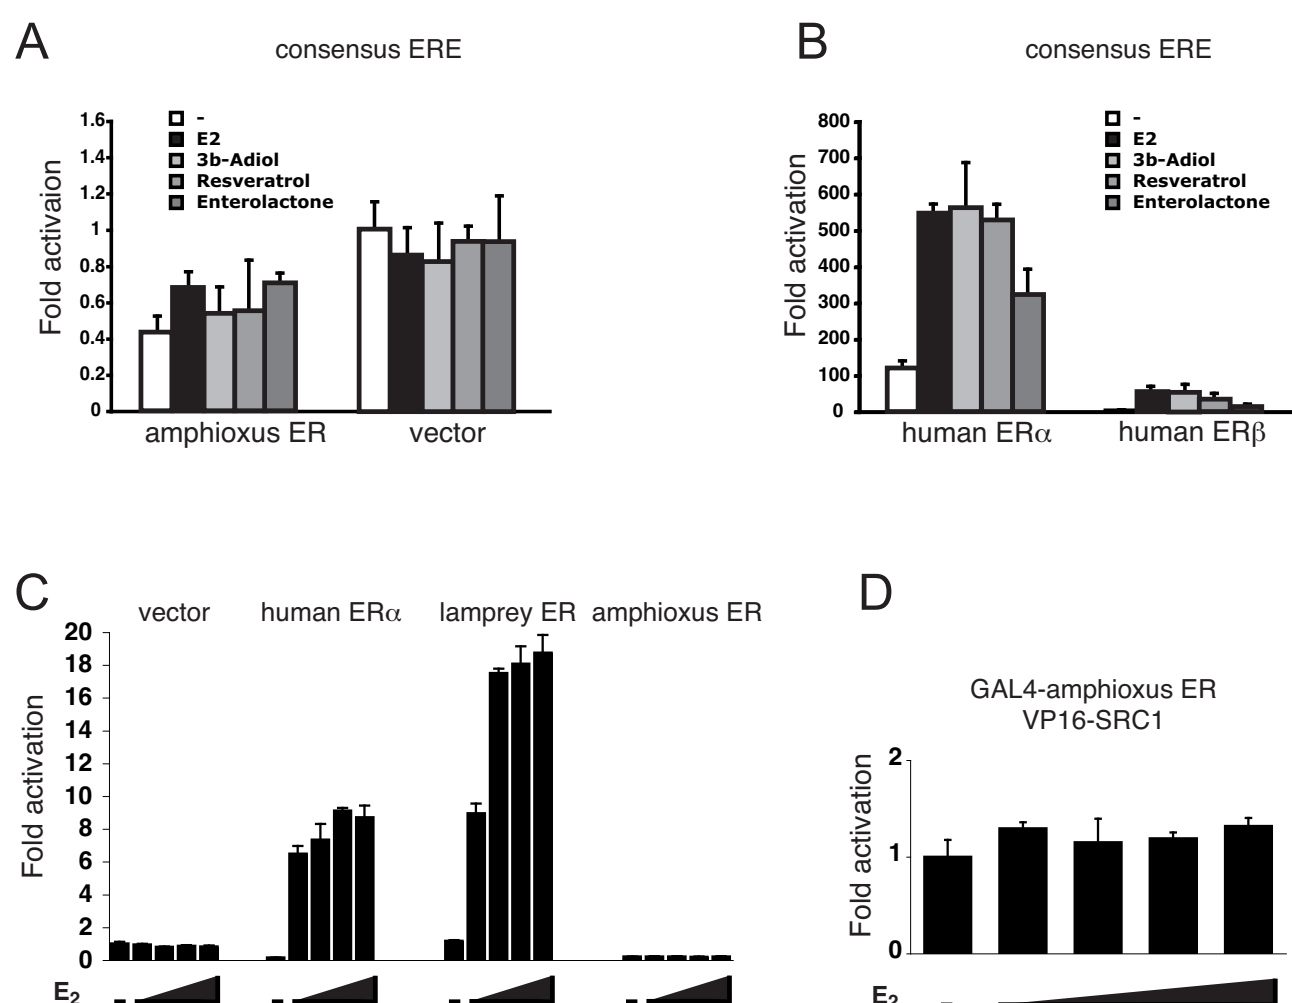 A
consensus ERE
1.6
1.4
1.2
1
0.8
0.6
0.4
0.2
0
Fold activaion
-
E2
3b-Adiol
Resveratrol
Enterolactone
amphioxus ER
vector
B
consensus ERE
800
700
600
500
400
300
200
100
0
Fold activation
-
E2
3b-Adiol
Resveratrol
Enterolactone
human ERα
human ERβ
C
vector
human ERα
lamprey ER
amphioxus ER
20
18
16
14
12
10
8
6
4
2
0
Fold activation
E2
D
GAL4-amphioxus ER
VP16-SRC1
2
1
0
Fold activation
E2